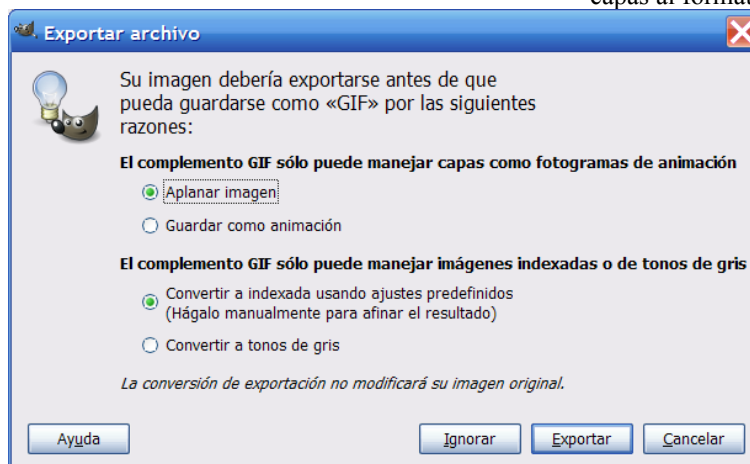 capas al format
Exportar archivo
Su imagen debería exportarse antes de que
pueda guardarse como «GIF» por las siguientes
razones:
El complemento GIF sólo puede manejar capas como fotogramas de animación
Aplanar imagen
Guardar como animación
El complemento GIF sólo puede manejar imágenes indexadas o de tonos de gris
Convertir a indexada usando ajustes predefinidos
(Hágalo manualmente para afinar el resultado)
Convertir a tonos de gris
La conversión de exportación no modificará su imagen original.
Ayuda Ignorar Exportar Cancelar